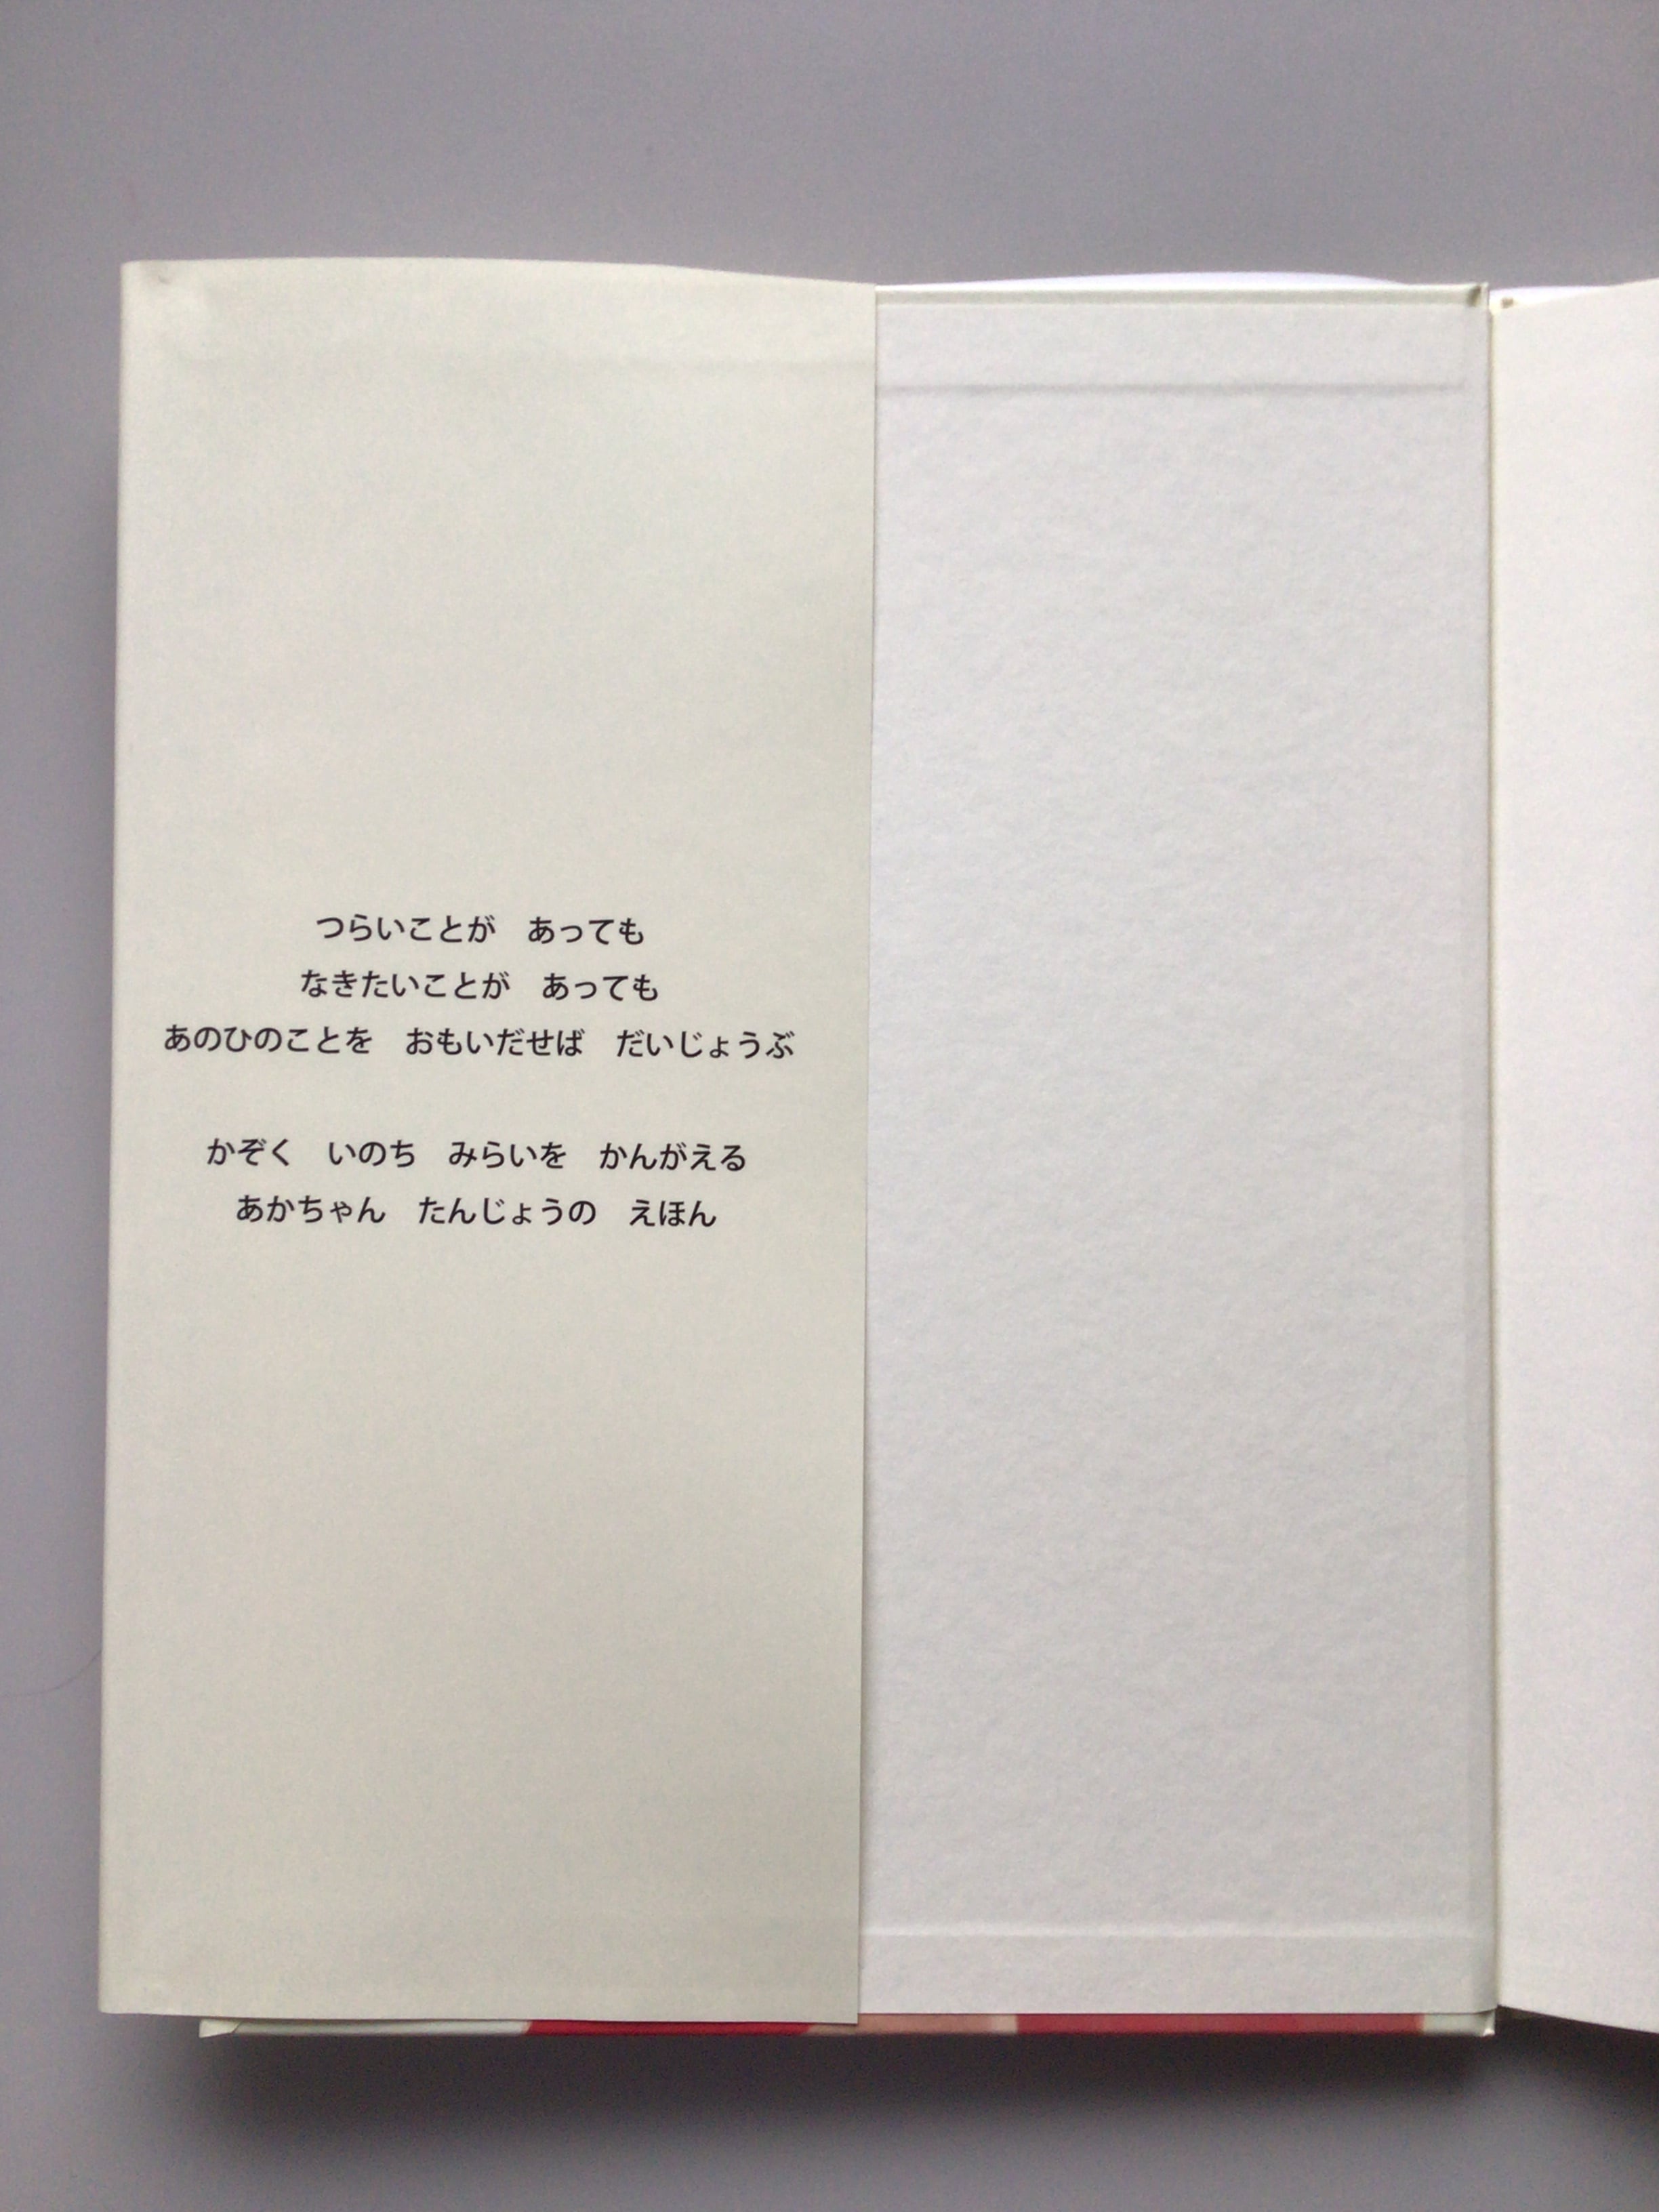 つらいことが　あっても
なきたいことが　あっても
あのひのことを　おもいだせば　だいじょうぶ
かぞく　いのち　みらいを　かんがえる
あかちゃん　たんじょうの　えほん